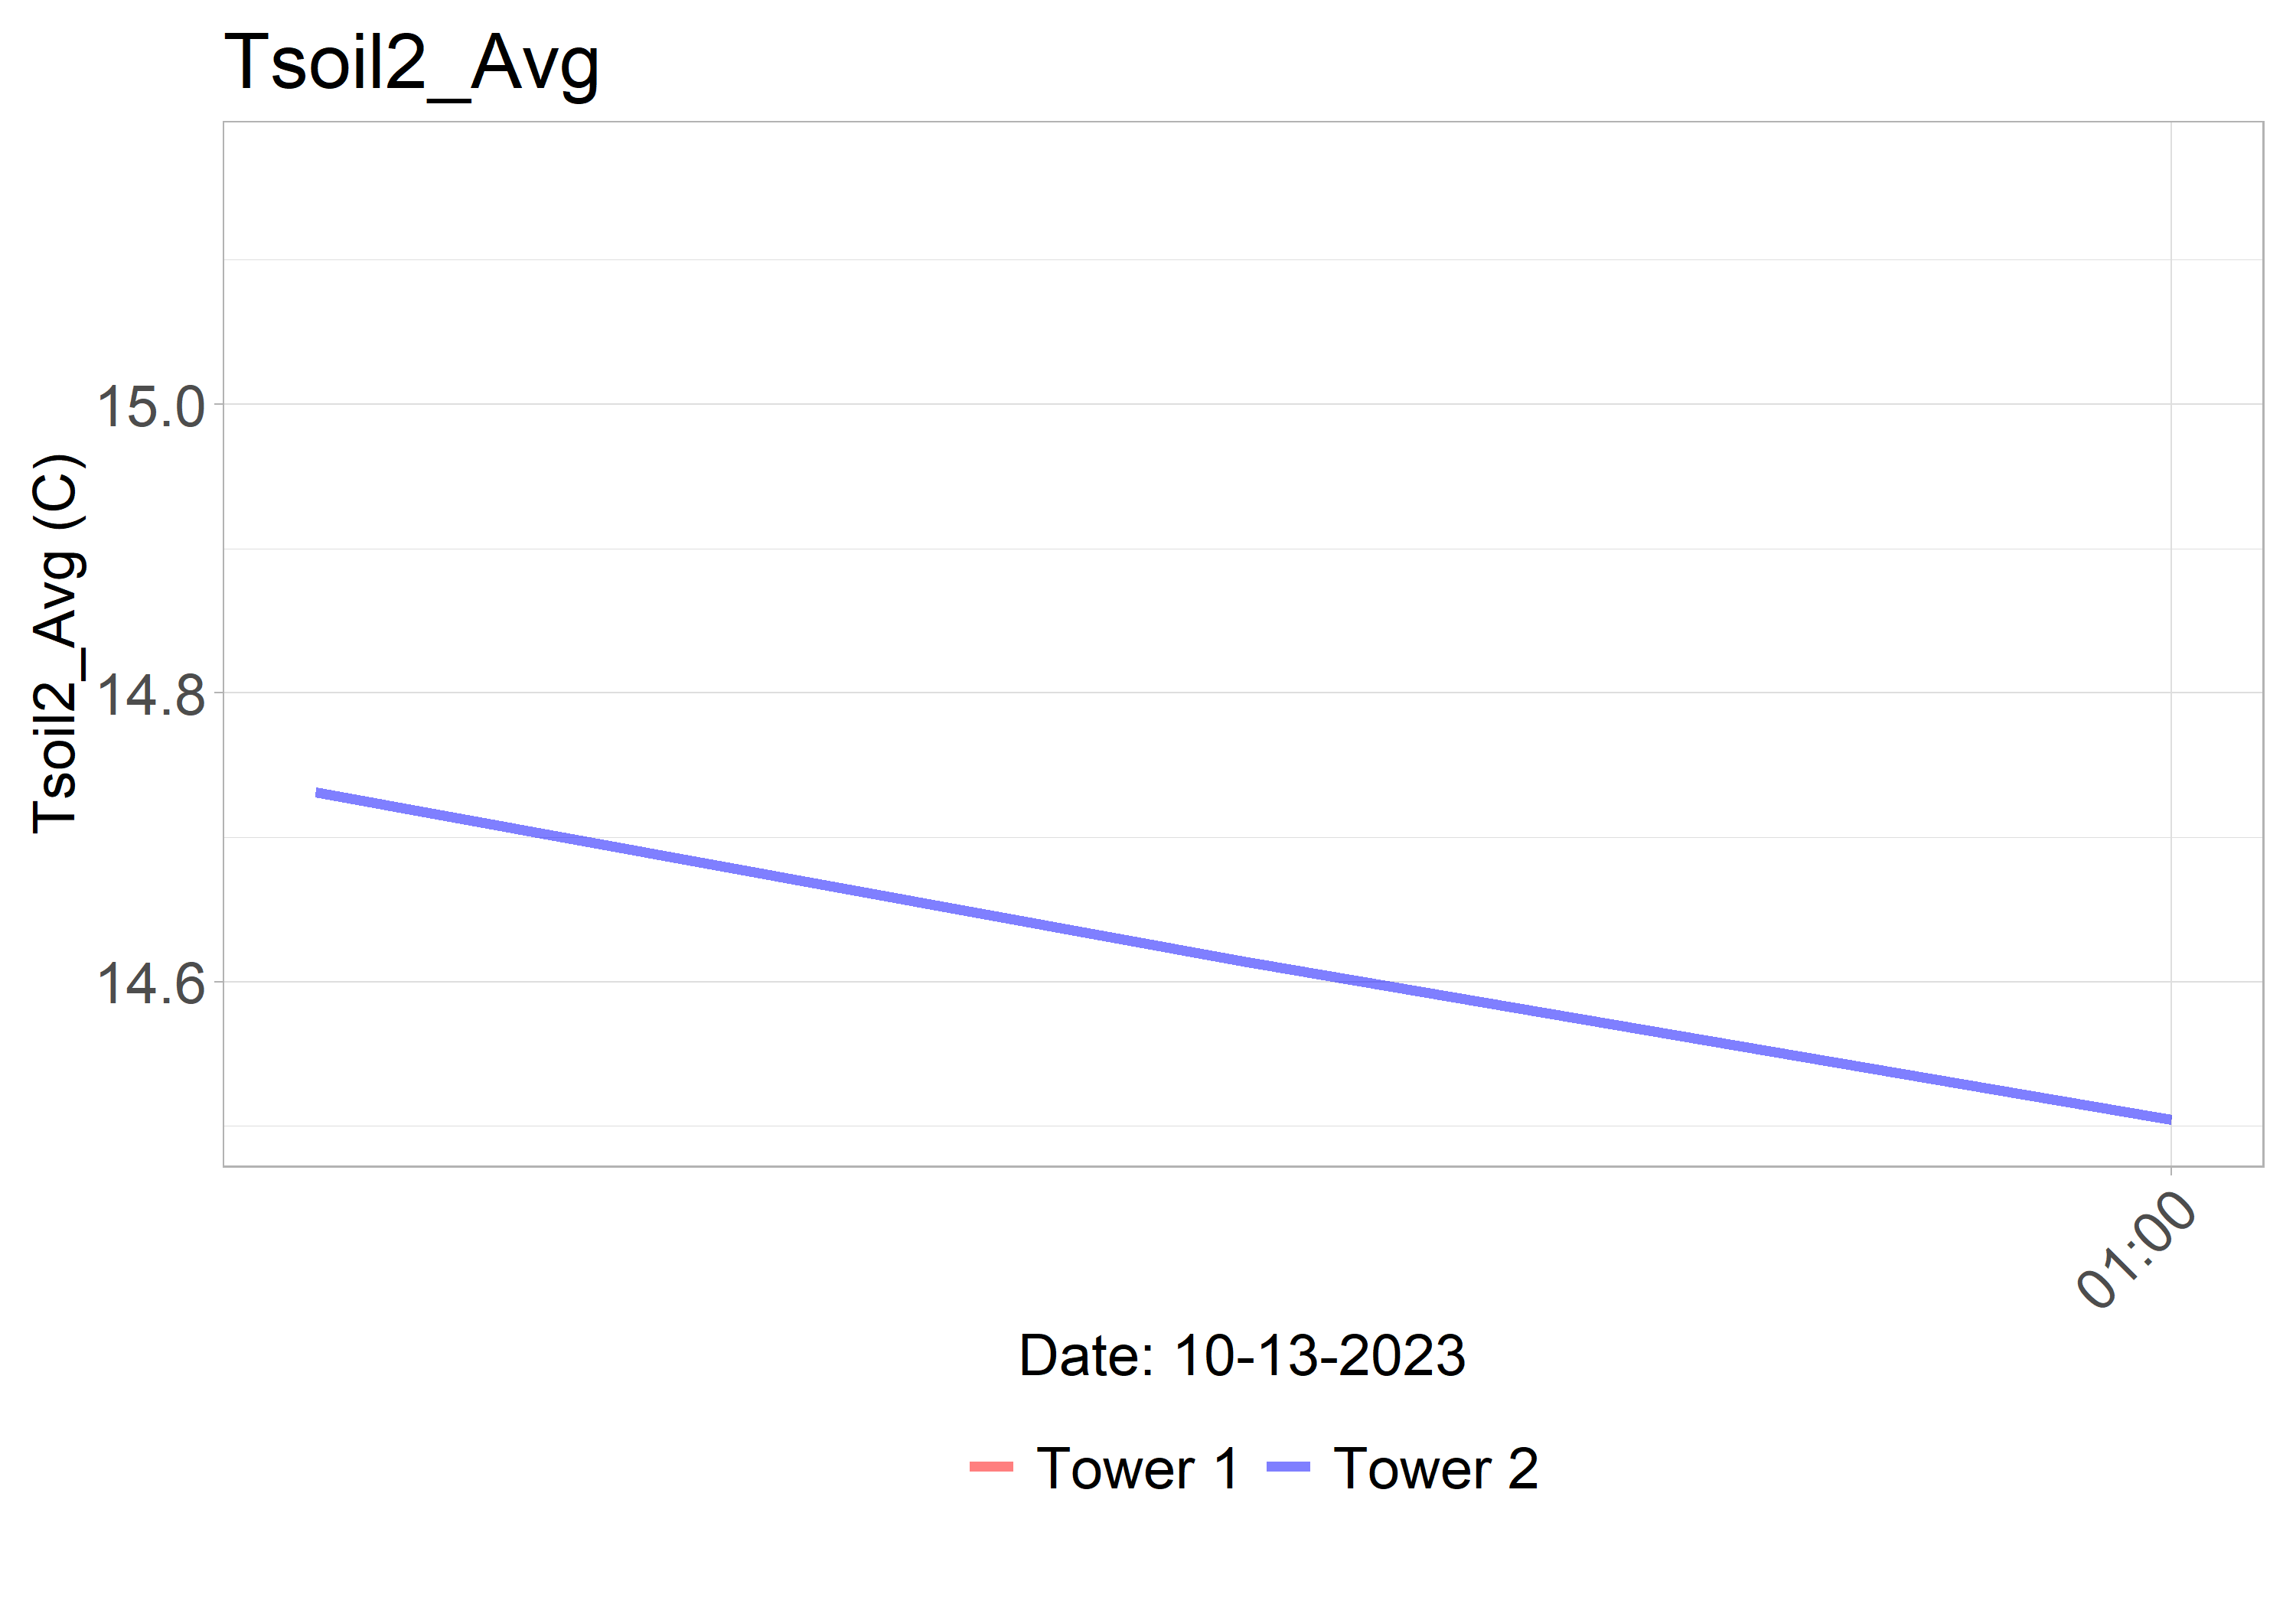 Tsoil2_Avg
Tsoil2_Avg (C)
15.0
14.8
14.6
01:00
Date: 10-13-2023
Tower 1 Tower 2